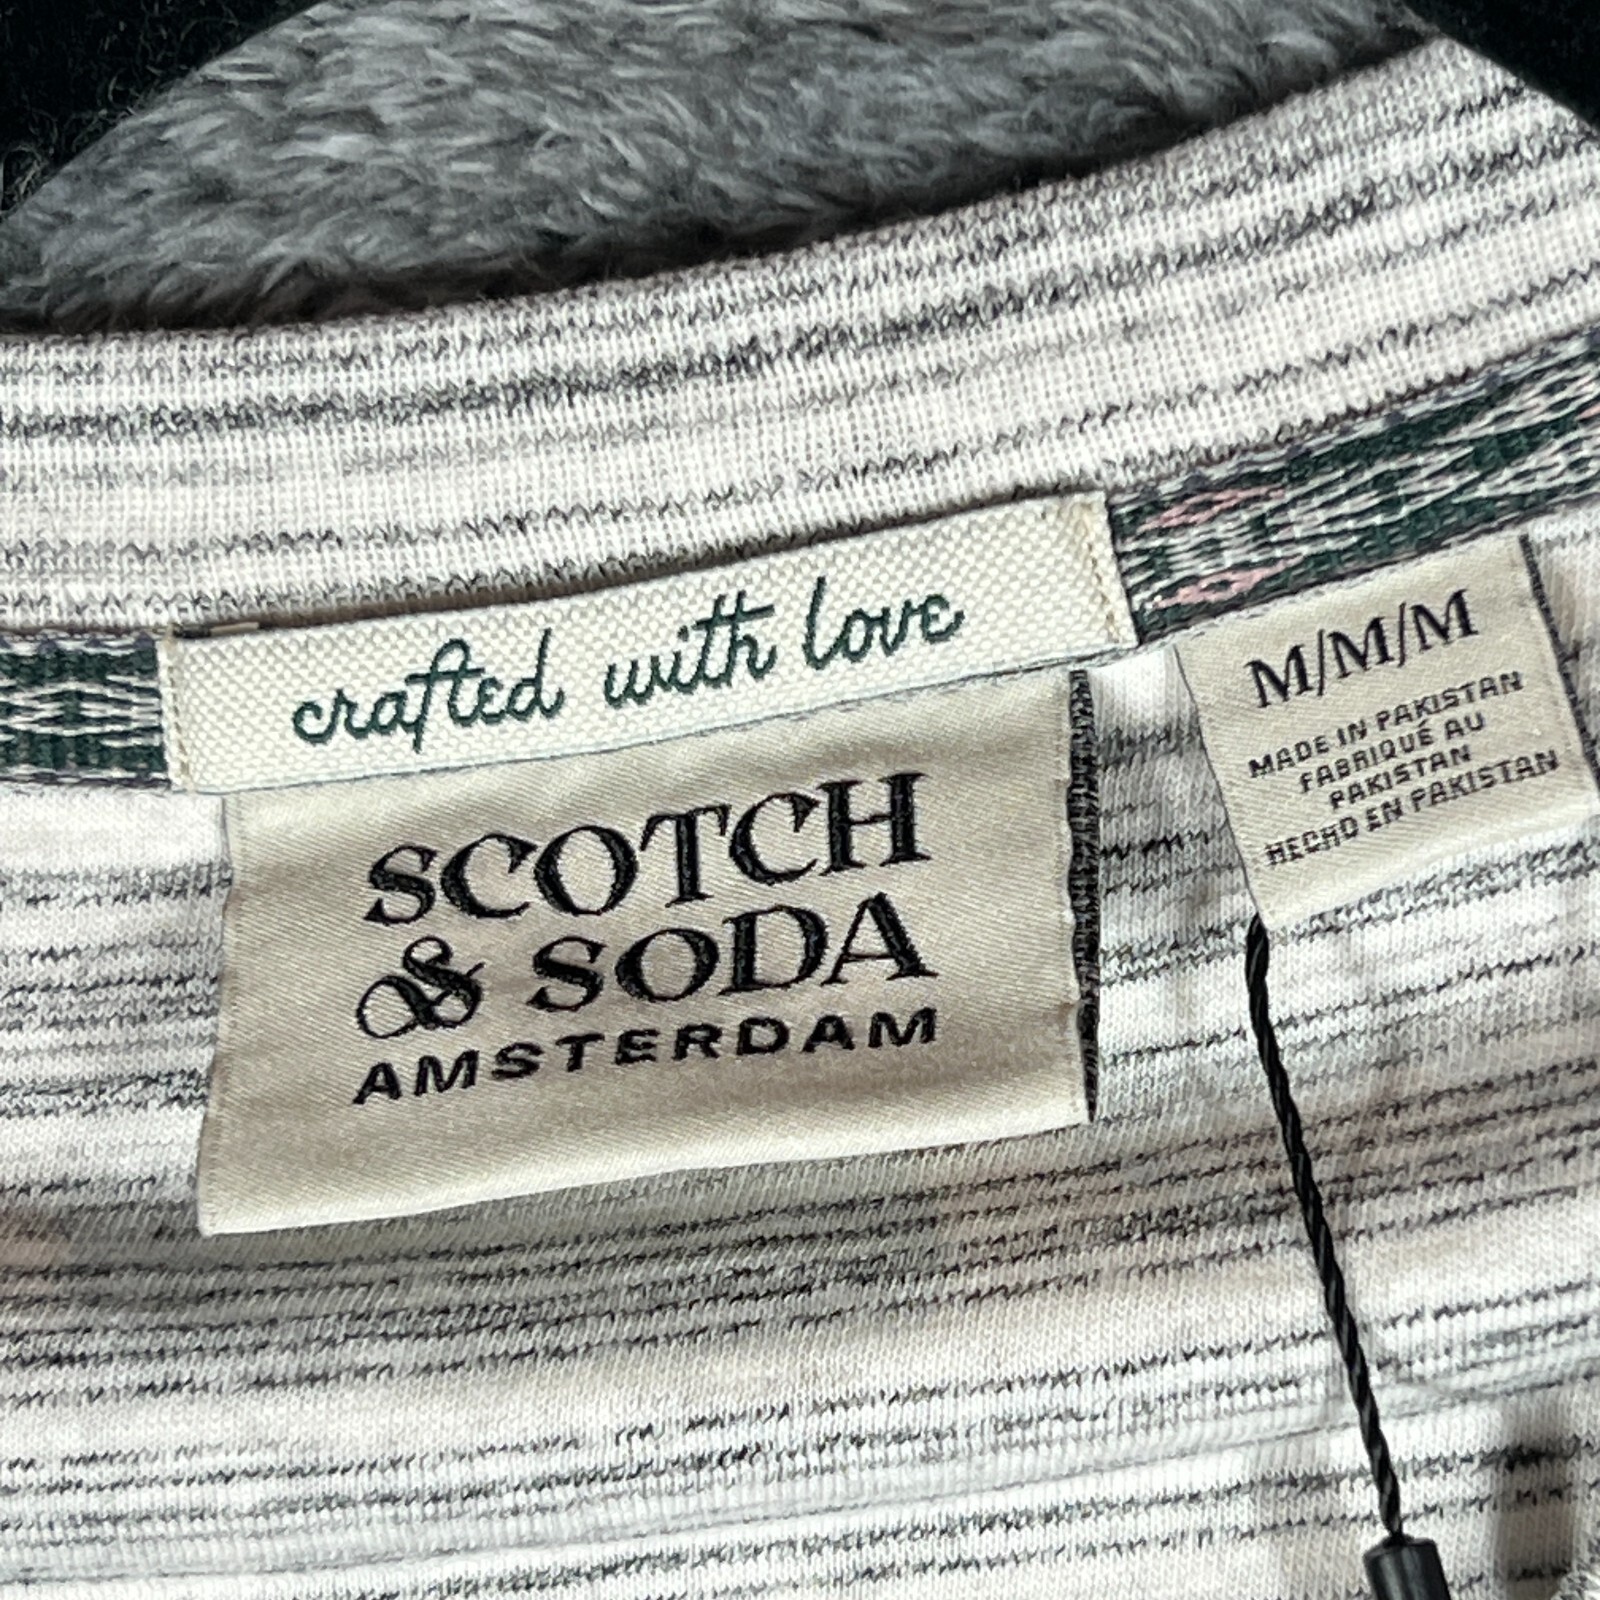 crafted with love
SCOTCH
& SODA
AMSTERDAM
M/M/M
MADE IN PAKISTAN
FABRIQUÉ AU
PAKISTAN
HECHO EN PAKISTAN